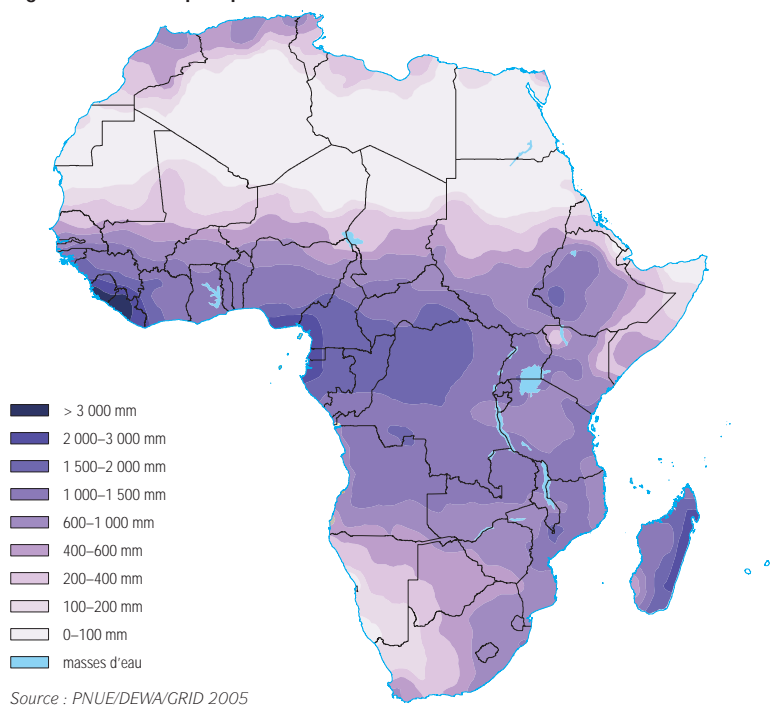 > 3 000 mm
2 000–3 000 mm
1 500–2 000 mm
1 000–1 500 mm
600–1 000 mm
400–600 mm
200–400 mm
100–200 mm
0–100 mm
masses d'eau
Source : PNUE/DEWA/GRID 2005